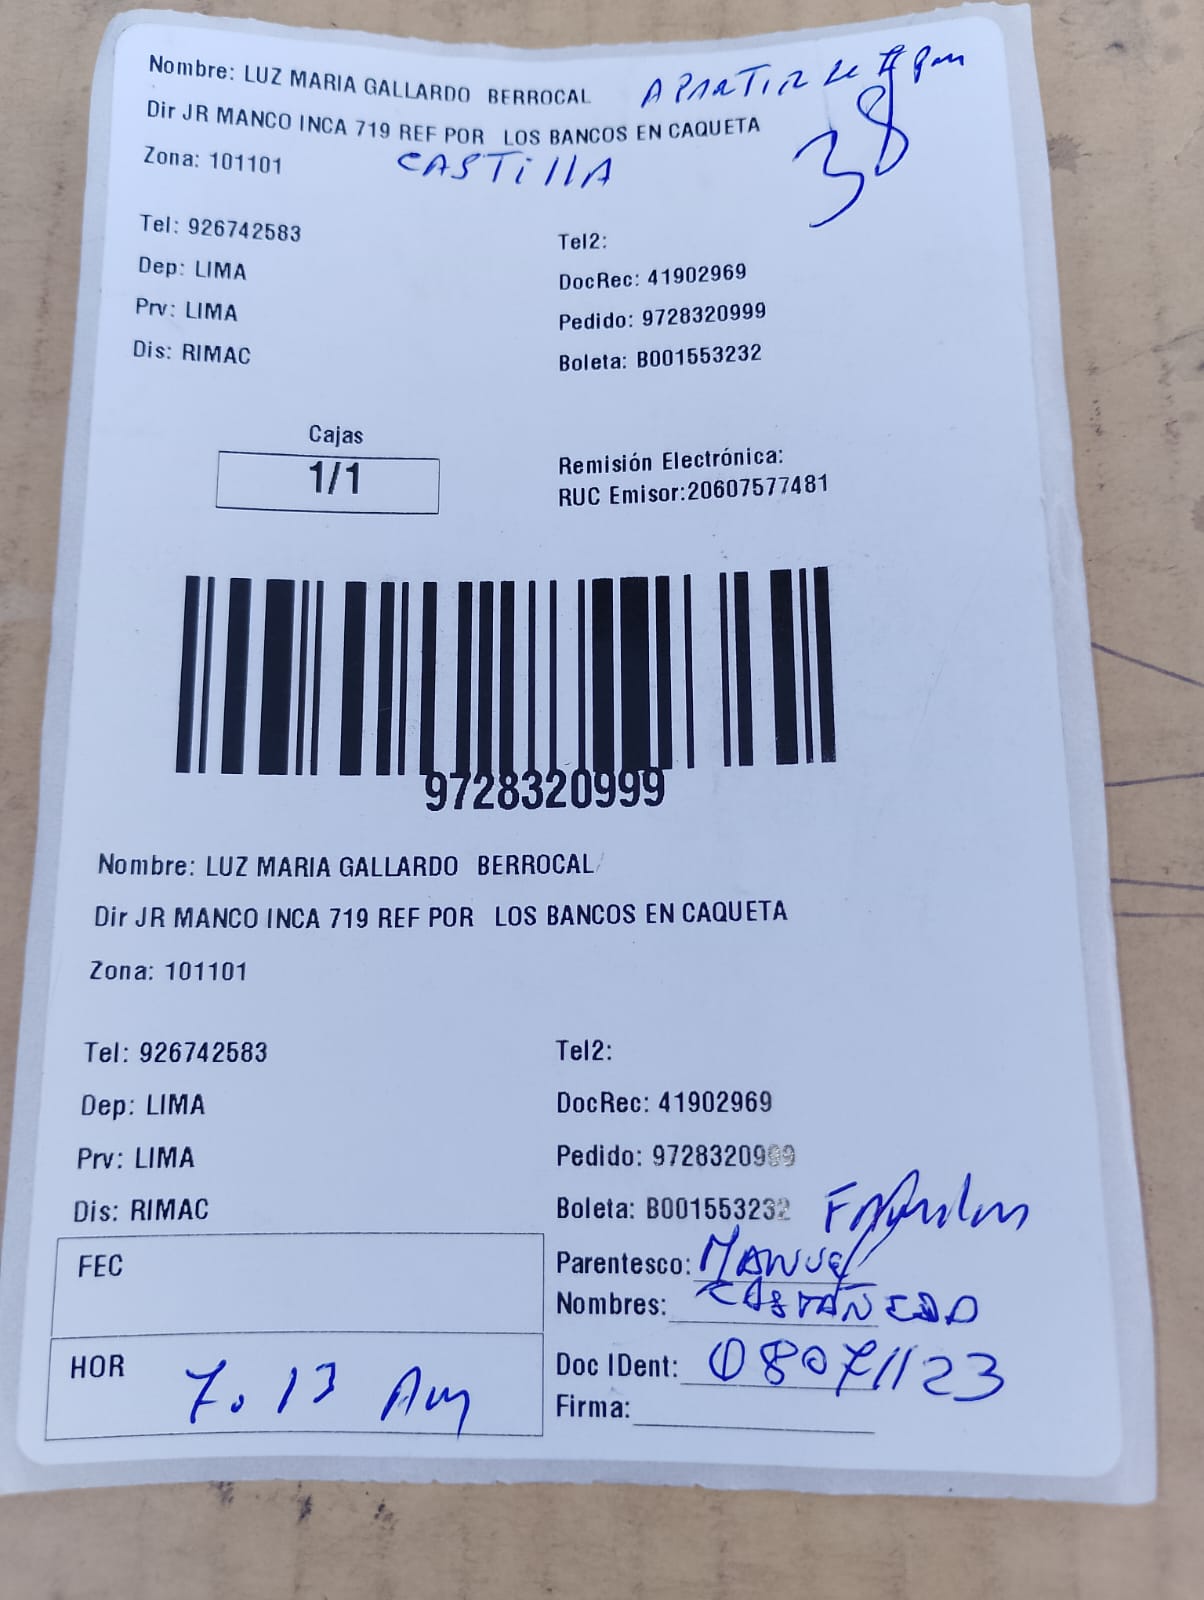 Nombre: LUZ MARIA GALLARDO BERROCAL
A PARTIR de
Dir JR MANCO INCA 719 REF POR LOS BANCOS EN CAQUETA
38
Zona: 101101
CASTILLA
Tel: 926742583
Tel2:
Dep: LIMA
DocRec: 41902969
Prv: LIMA
Pedido: 9728320999
Dis: RIMAC
Boleta: B001553232
Cajas
1/1
Remisión Electrónica:
RUC Emisor:20607577481
9728320999
Nombre: LUZ MARIA GALLARDO BERROCAL
Dir JR MANCO INCA 719 REF POR LOS BANCOS EN CAQUETA
Zona: 101101
Tel: 926742583
Tel2:
Dep: LIMA
DocRec: 41902969
Prv: LIMA
Pedido: 9728320999
Dis: RIMAC
Boleta: B001553232
FEC
Parentesco: MANUEL
Nombres: CASTAÑEDA
HOR 7.13 Am
Doc IDent: 08071123
Firma: